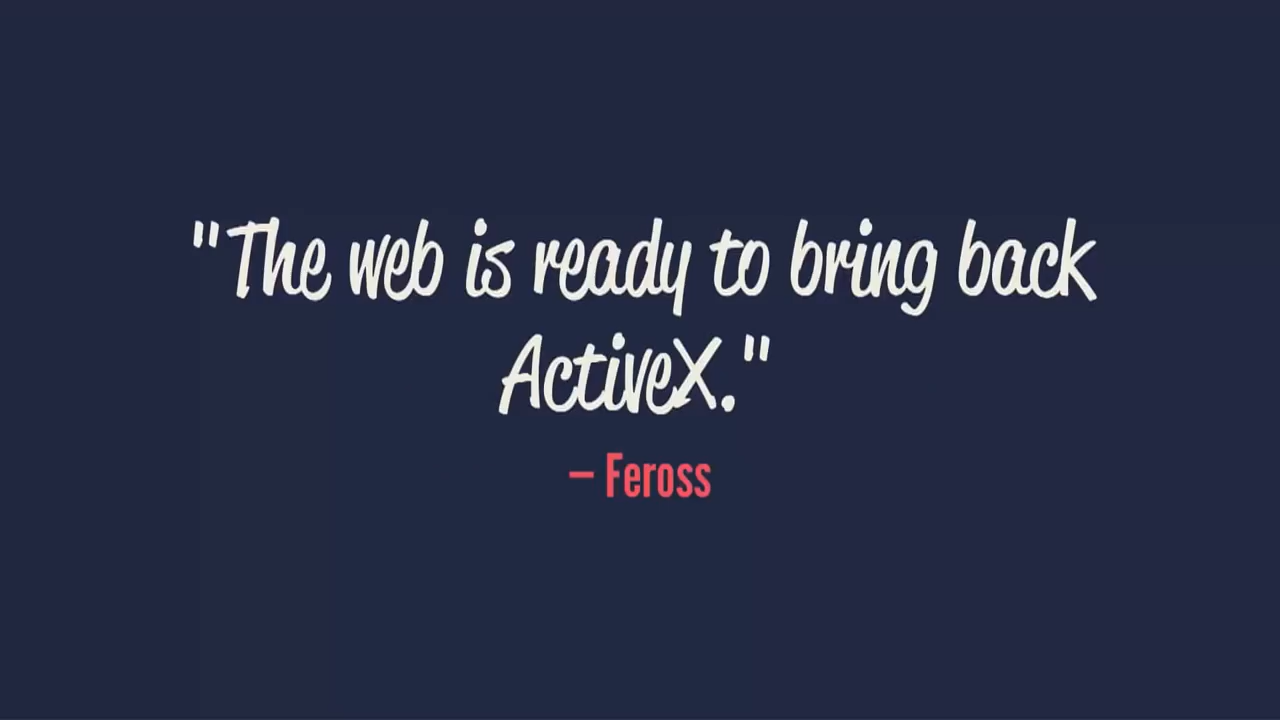 "The web is ready to bring back
ActiveX."
– Feross